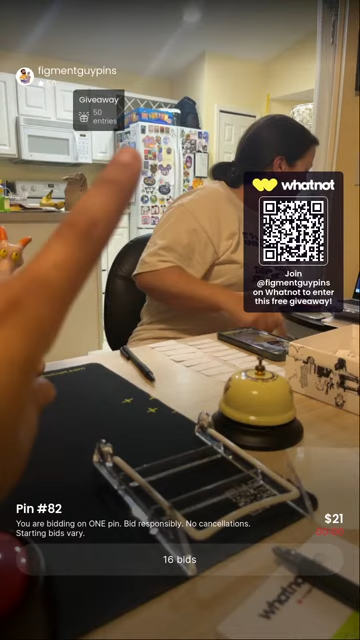 figmentguypins
Giveaway
50
entries
whatnot
Join
@figmentguypins
on Whatnot to enter
this free giveaway!
Pin #82
You are bidding on ONE pin. Bid responsibly. No cancellations.
Starting bids vary.
$21
16 bids
whatnot